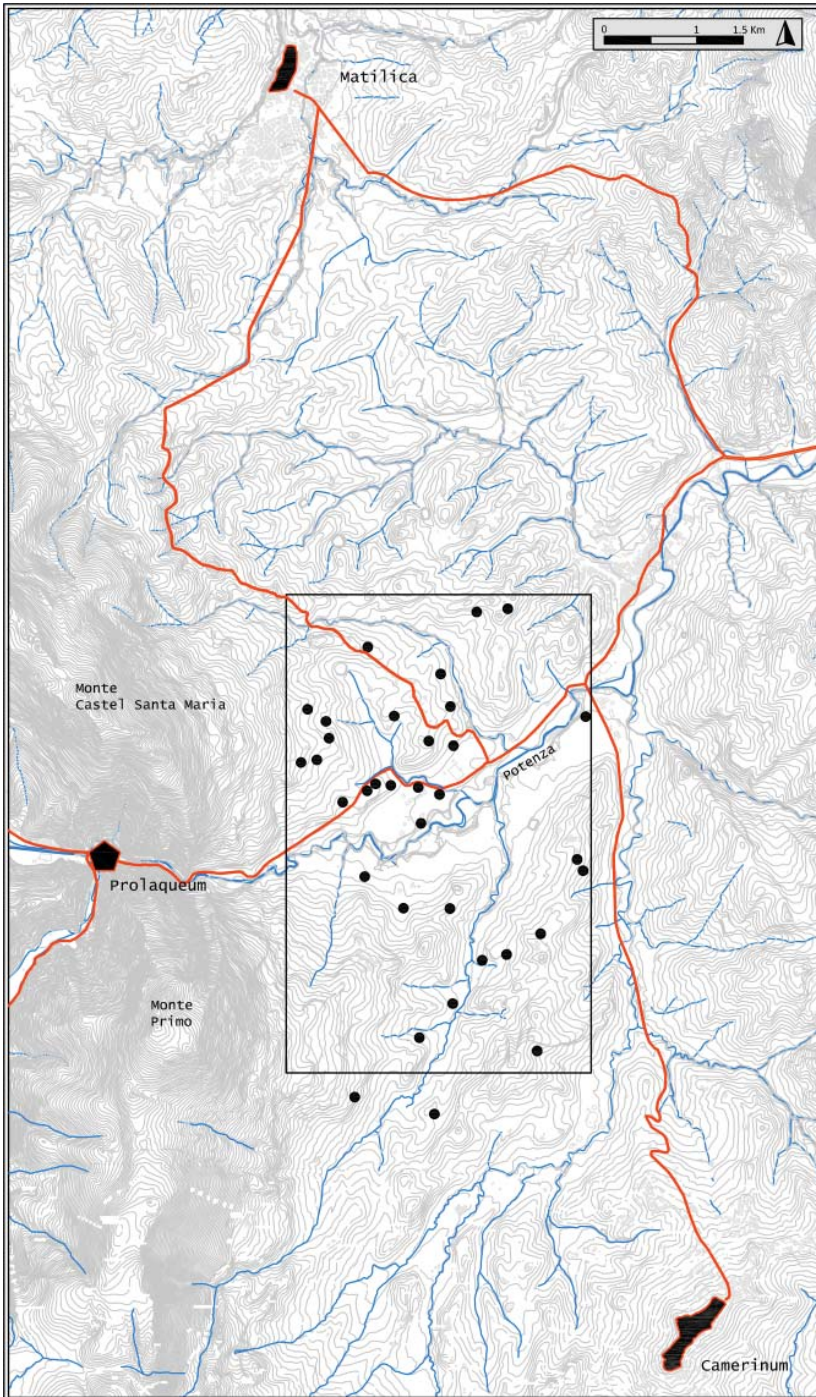 0 1 1.5 Km
Matilica
Monte
Castel Santa Maria
Potenza
Prolaqueum
Monte
Primo
Camerinum